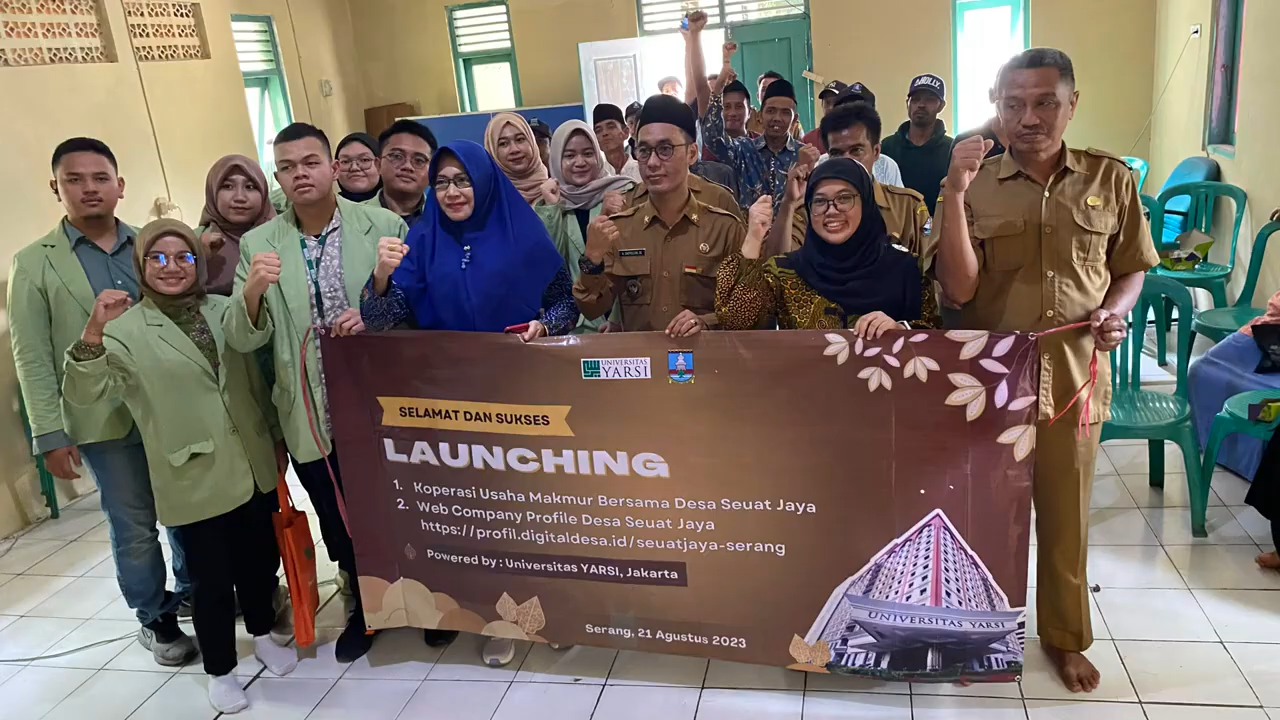 MOLLY
UNIVERSITAS
YARSI
SELAMAT DAN SUKSES
LAUNCHING
1. Koperasi Usaha Makmur Bersama Desa Seuat Jaya
2. Web Company Profile Desa Seuat Jaya
https://profil.digitaldesa.id/seuatjaya-serang
Powered by : Universitas YARSI, Jakarta
Serang, 21 Agustus 2023
UNIVERSITAS YARSI